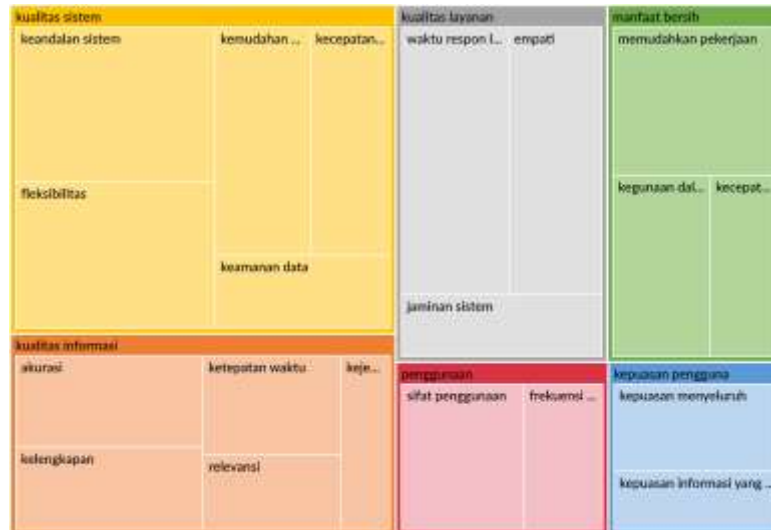 kualitas sistem
keandalan sistem
kemudahan ...
kecepatan...
fleksibilitas
keamanan data
kualitas informasi
akurasi
ketepatan waktu
keje...
kelengkapan
relevansi
kualitas layanan
waktu respon l...
empati
jaminan sistem
penggunaan
sifat penggunaan
frekuensi ...
manfaat bersih
memudahkan pekerjaan
kegunaan dal...
kecepat...
kepuasan pengguna
kepuasan menyeluruh
kepuasan informasi yang ...